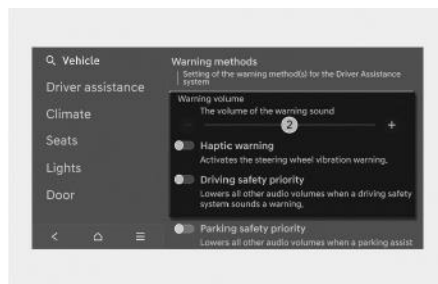 Vehicle
Driver assistance
Climate
Seats
Lights
Door
Warning methods
Setting of the warning method(s) for the Driver Assistance
system
Warning volume
The volume of the warning sound
2
Haptic warning
Activates the steering wheel vibration warning.
Driving safety priority
Lowers all other audio volumes when a driving safety
system sounds a warning.
Parking safety priority
Lowers all other audio volumes when a parking assist